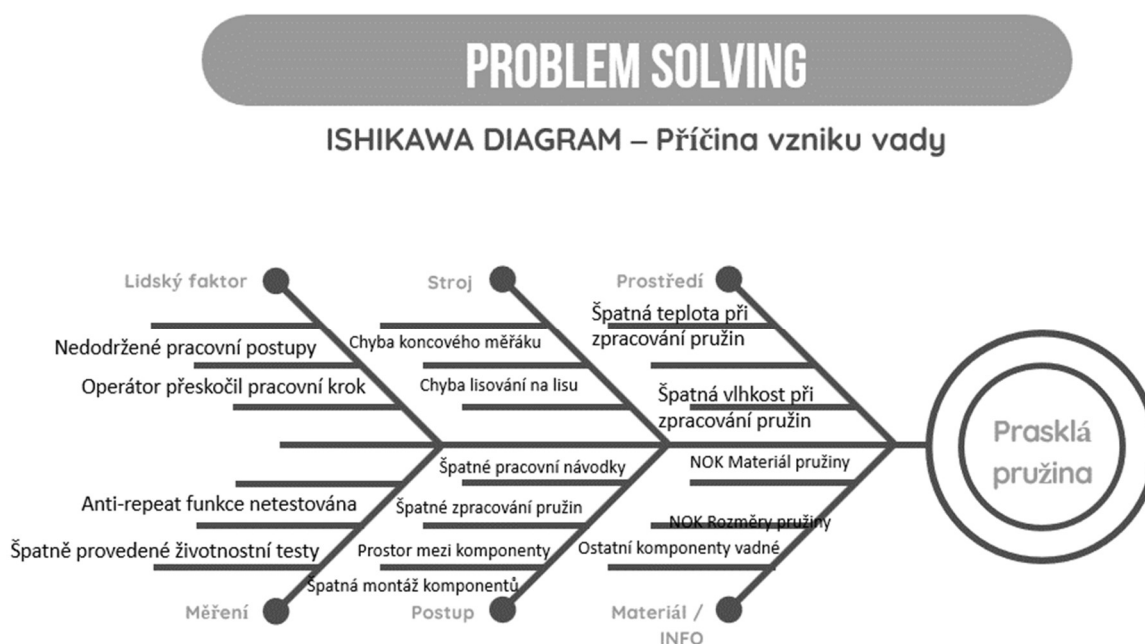 PROBLEM SOLVING
ISHIKAWA DIAGRAM – Příčina vzniku vady
Lidský faktor
Nedodržené pracovní postupy
Operátor přeskočil pracovní krok
Stroj
Chyba koncového měřáku
Chyba lisování na lisu
Prostředí
Špatná teplota při
zpracování pružin
Špatná vlhkost při
zpracování pružin
Prasklá
pružina
Anti-repeat funkce netestována
Špatně provedené životnostní testy
Měření
Špatné pracovní návodky
Špatné zpracování pružin
Prostor mezi komponenty
Špatná montáž komponentů
Postup
NOK Materiál pružiny
NOK Rozměry pružiny
Ostatní komponenty vadné
Materiál /
INFO